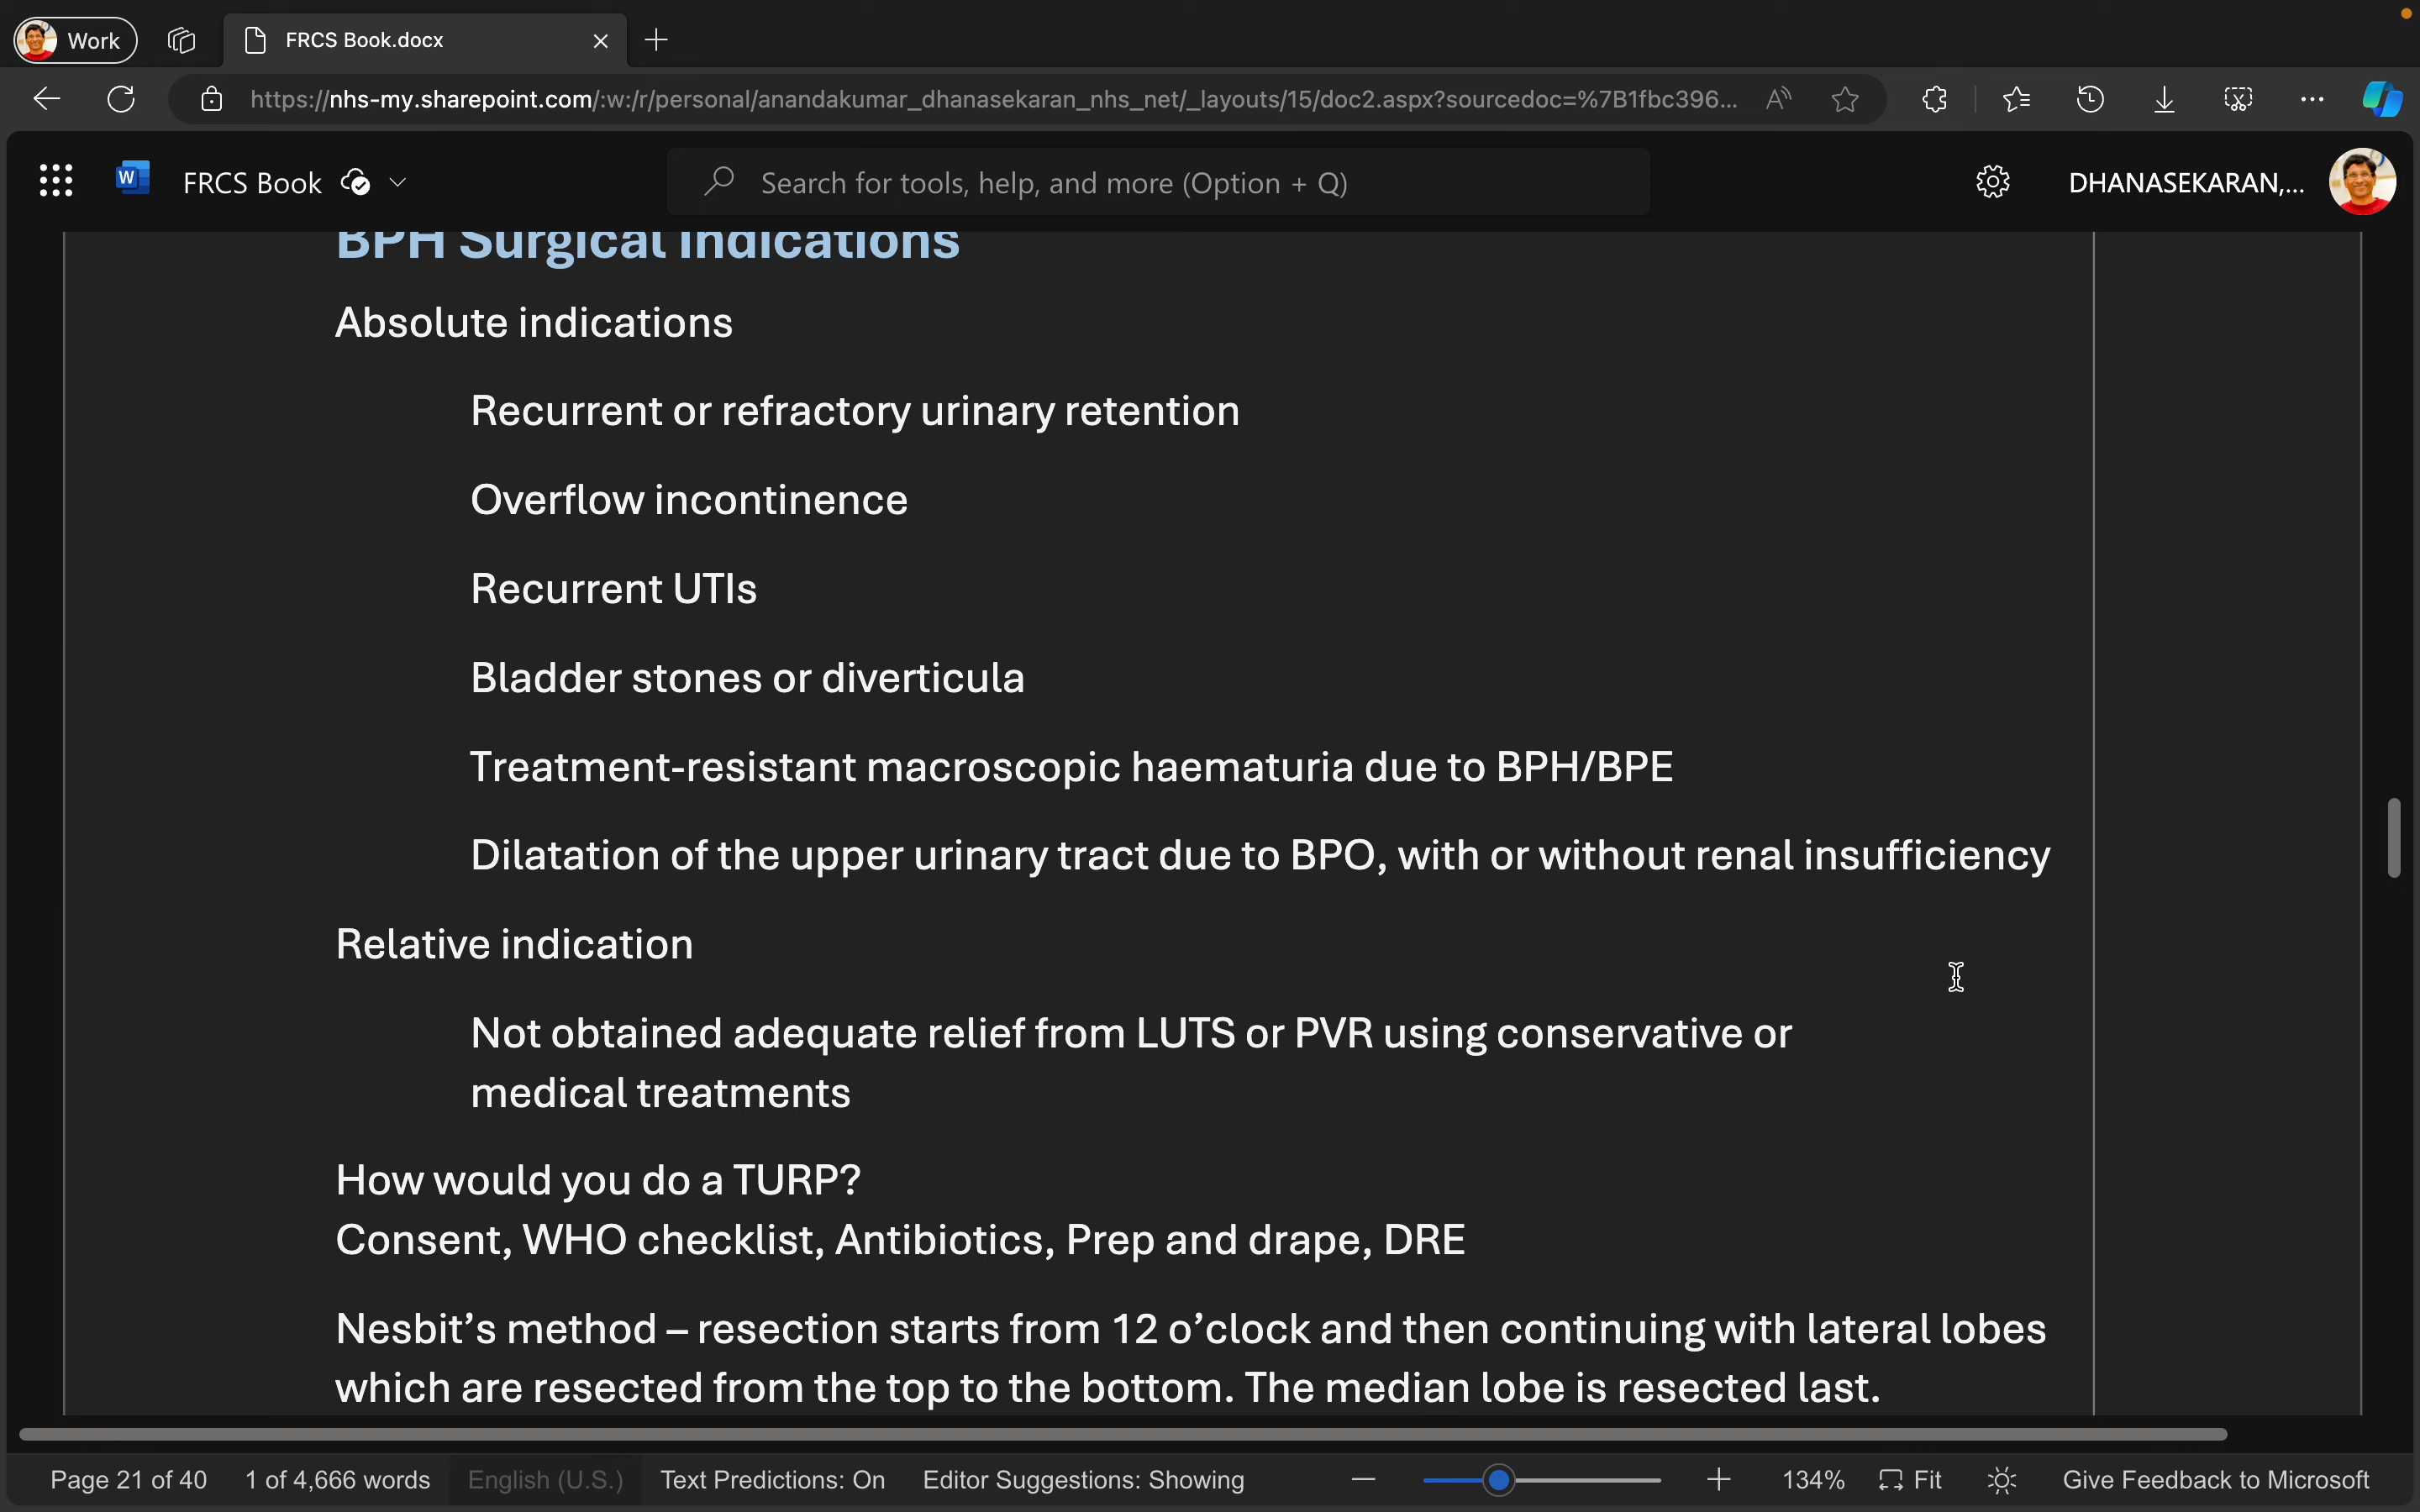 Work
FRCS Book.docx
https://nhs-my.sharepoint.com/:w:/r/personal/anandakumar_dhanasekaran_nhs_net/_layouts/15/doc2.aspx?sourcedoc=%7B1fbc396...
W
FRCS Book
Search for tools, help, and more (Option + Q)
DHANASEKARAN,...
BPH Surgical Indications
Absolute indications
Recurrent or refractory urinary retention
Overflow incontinence
Recurrent UTIs
Bladder stones or diverticula
Treatment-resistant macroscopic haematuria due to BPH/BPE
Dilatation of the upper urinary tract due to BPO, with or without renal insufficiency
Relative indication
Not obtained adequate relief from LUTS or PVR using conservative or
medical treatments
How would you do a TURP?
Consent, WHO checklist, Antibiotics, Prep and drape, DRE
Nesbit’s method – resection starts from 12 o’clock and then continuing with lateral lobes
which are resected from the top to the bottom. The median lobe is resected last.
Page 21 of 40 1 of 4,666 words English (U.S.) Text Predictions: On Editor Suggestions: Showing 134% Fit Give Feedback to Microsoft